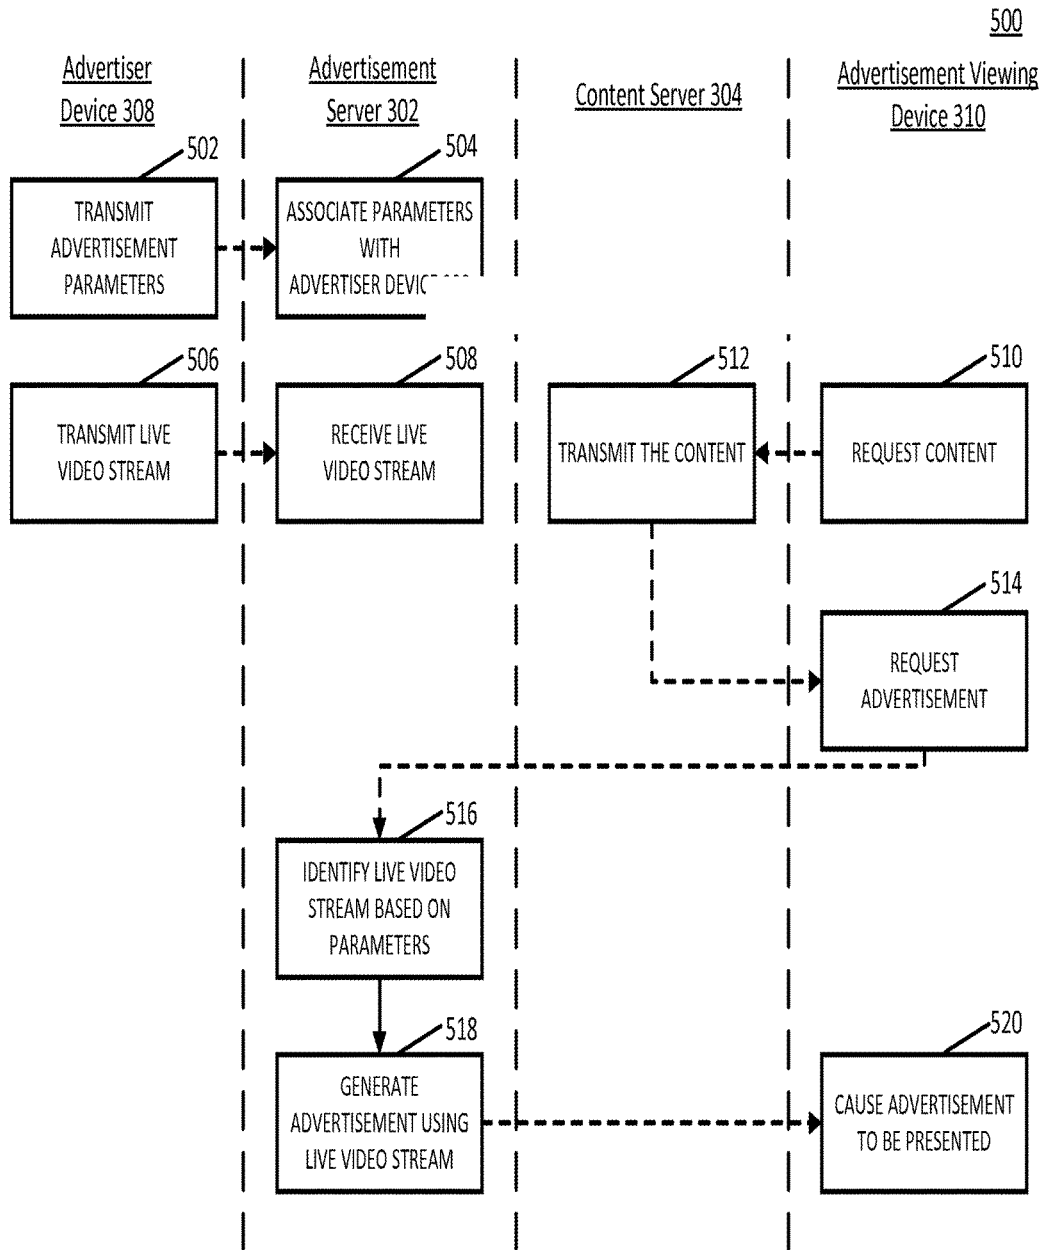 500
Advertiser
Device 308
Advertisement
Server 302
Content Server 304
Advertisement Viewing
Device 310
502
TRANSMIT
ADVERTISEMENT
PARAMETERS
504
ASSOCIATE PARAMETERS
WITH
ADVERTISER
506
TRANSMIT LIVE
VIDEO STREAM
508
RECEIVE LIVE
VIDEO STREAM
512
TRANSMIT THE CONTENT
510
REQUEST CONTENT
514
REQUEST
ADVERTISEMENT
516
IDENTIFY LIVE VIDEO
STREAM BASED ON
PARAMETERS
518
GENERATE
ADVERTISEMENT USING
LIVE VIDEO STREAM
520
CAUSE ADVERTISEMENT
TO BE PRESENTED